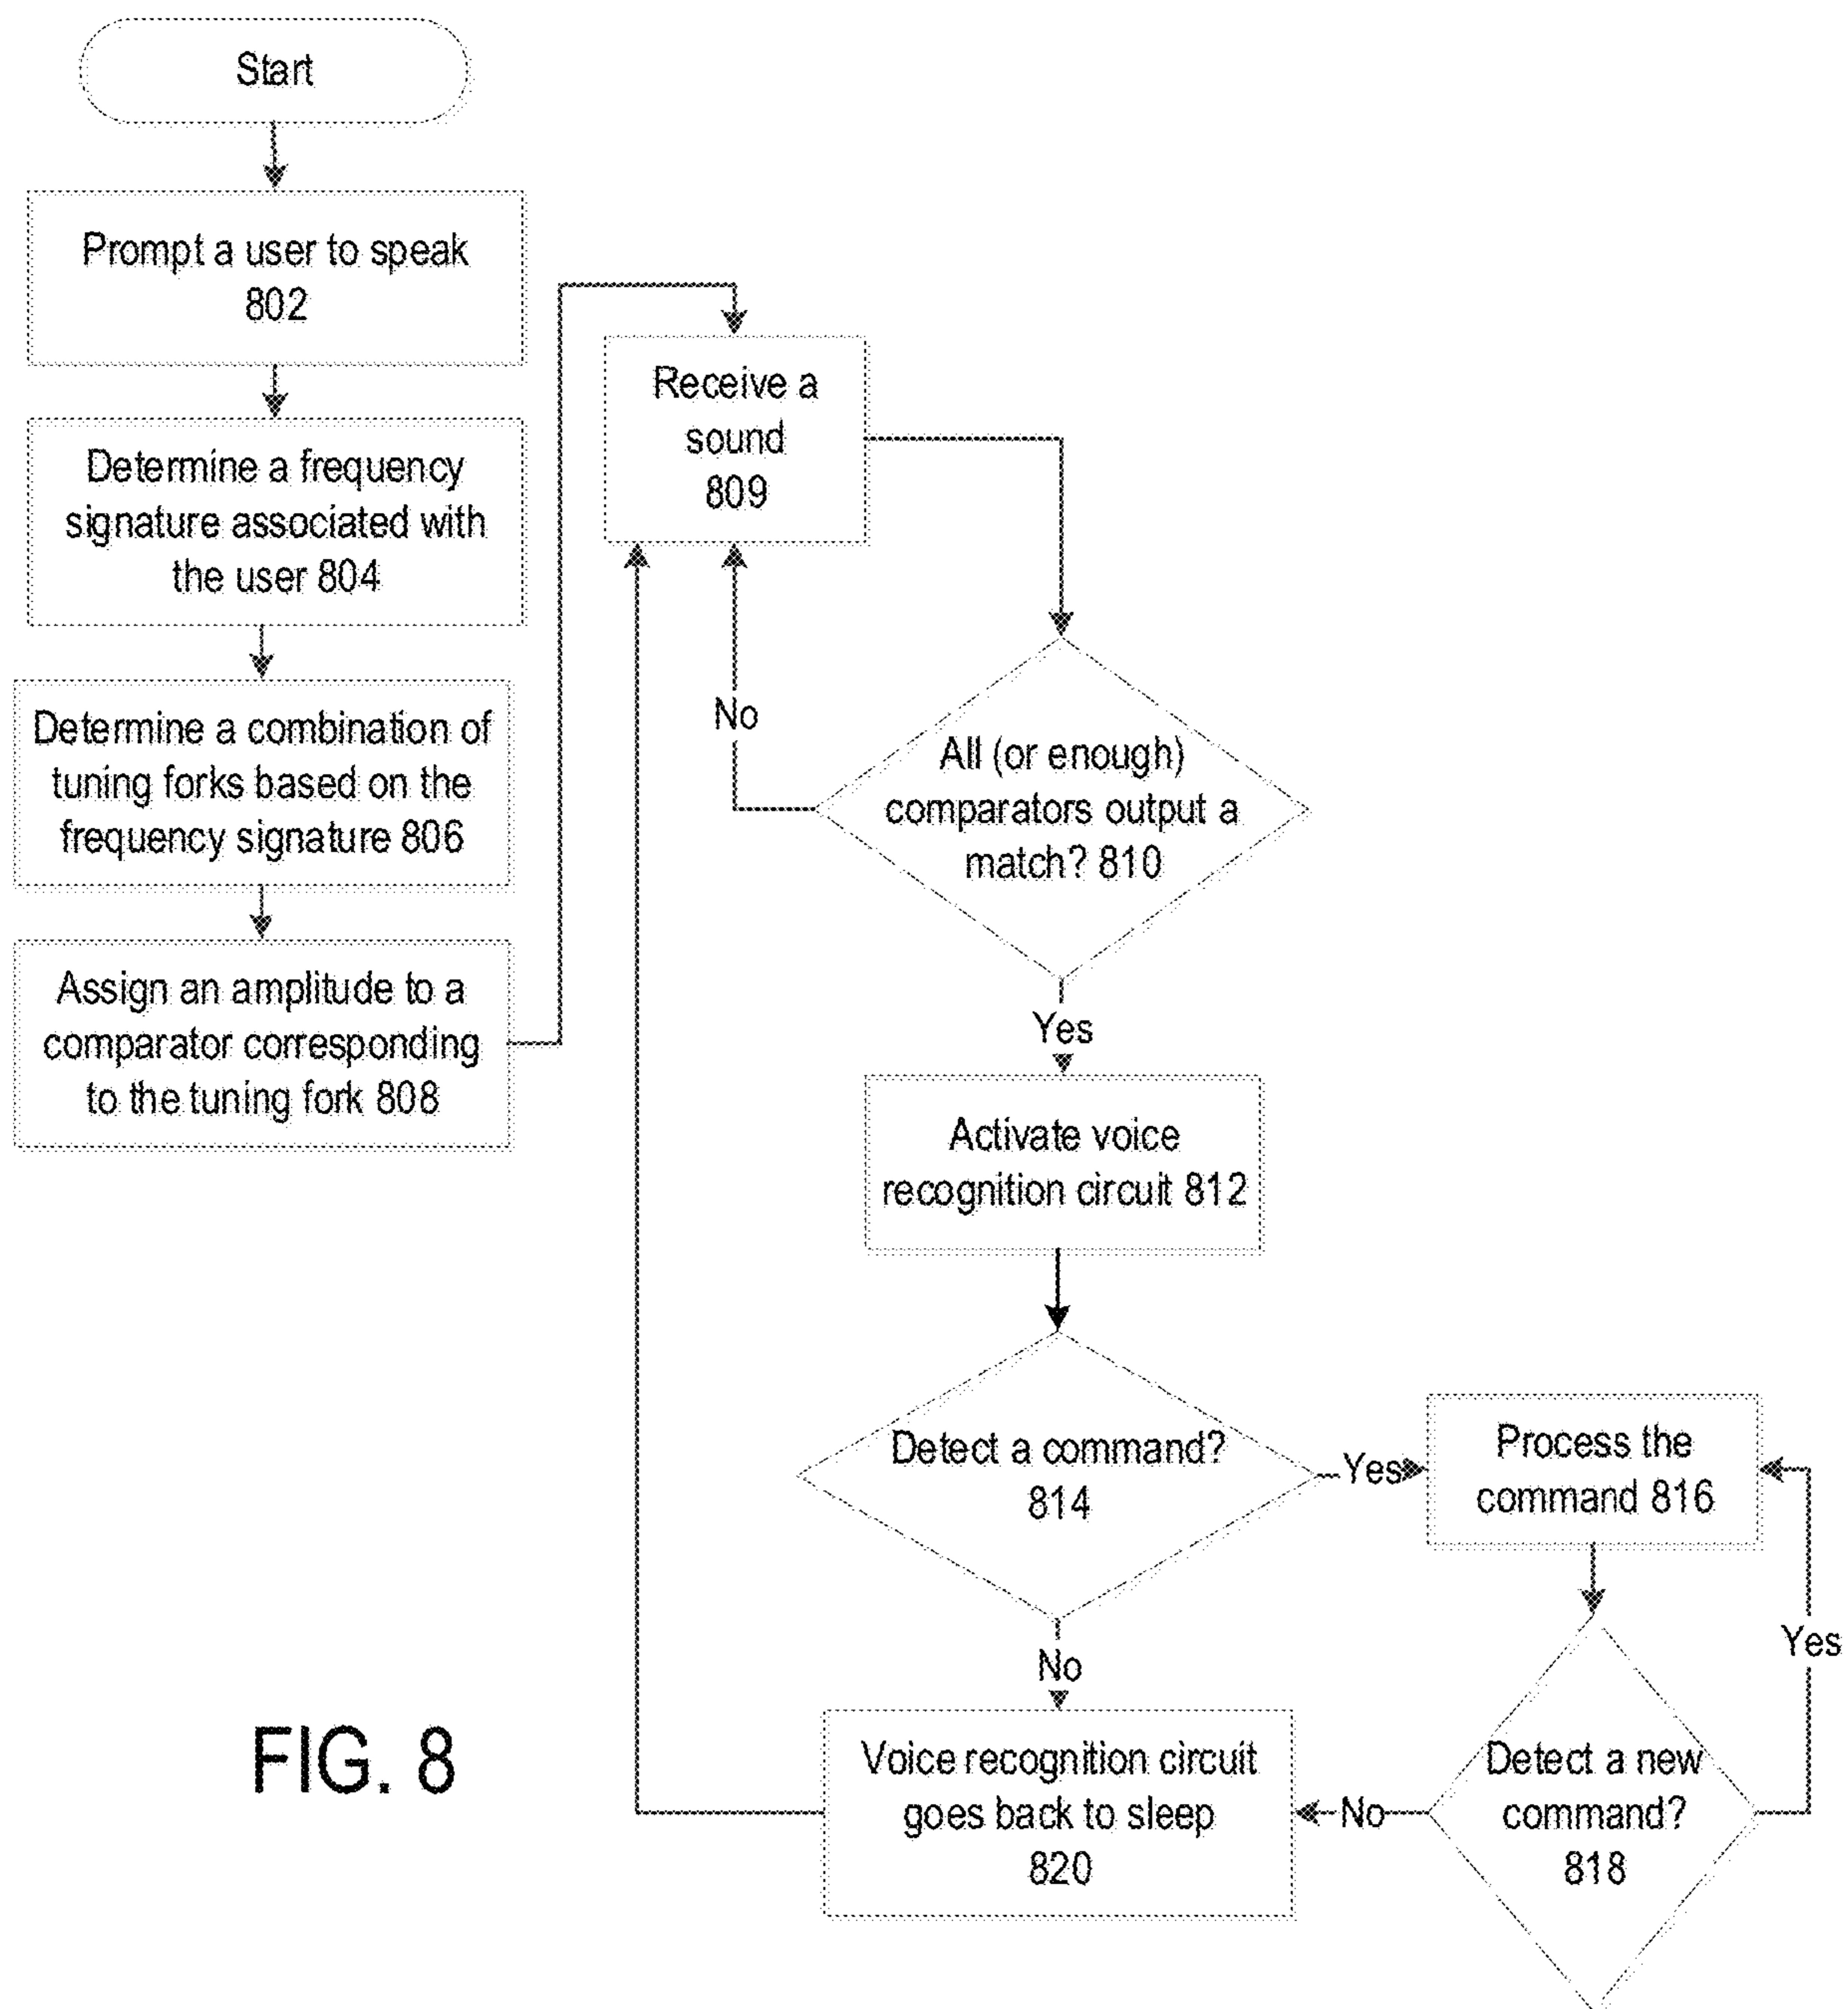 Start
Prompt a user to speak
802
Determine a frequency
signature associated with
the user 804
Determine a combination of
tuning forks based on the
frequency signature 806
Assign an amplitude to a
comparator corresponding
to the tuning fork 808
Receive a
sound
809
No
All (or enough)
comparators output a
match? 810
Yes
Activate voice
recognition circuit 812
Detect a command?
814
Yes
Process the
command 816
No
Yes
Voice recognition circuit
goes back to sleep
820
No
Detect a new
command?
818
FIG. 8